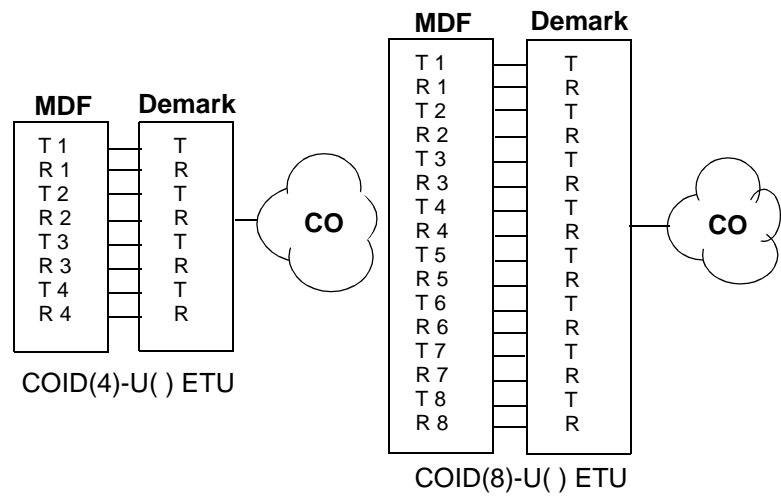 MDF Demark
T 1 T
R 1 R
T 2 T
R 2 R
T 3 T
R 3 R
T 4 T
R 4 R
CO
COID(4)-U( ) ETU
MDF Demark
T 1 T
R 1 R
T 2 T
R 2 R
T 3 T
R 3 R
T 4 T
R 4 R
T 5 T
R 5 R
T 6 T
R 6 R
T 7 T
R 7 R
T 8 T
R 8 R
CO
COID(8)-U( ) ETU